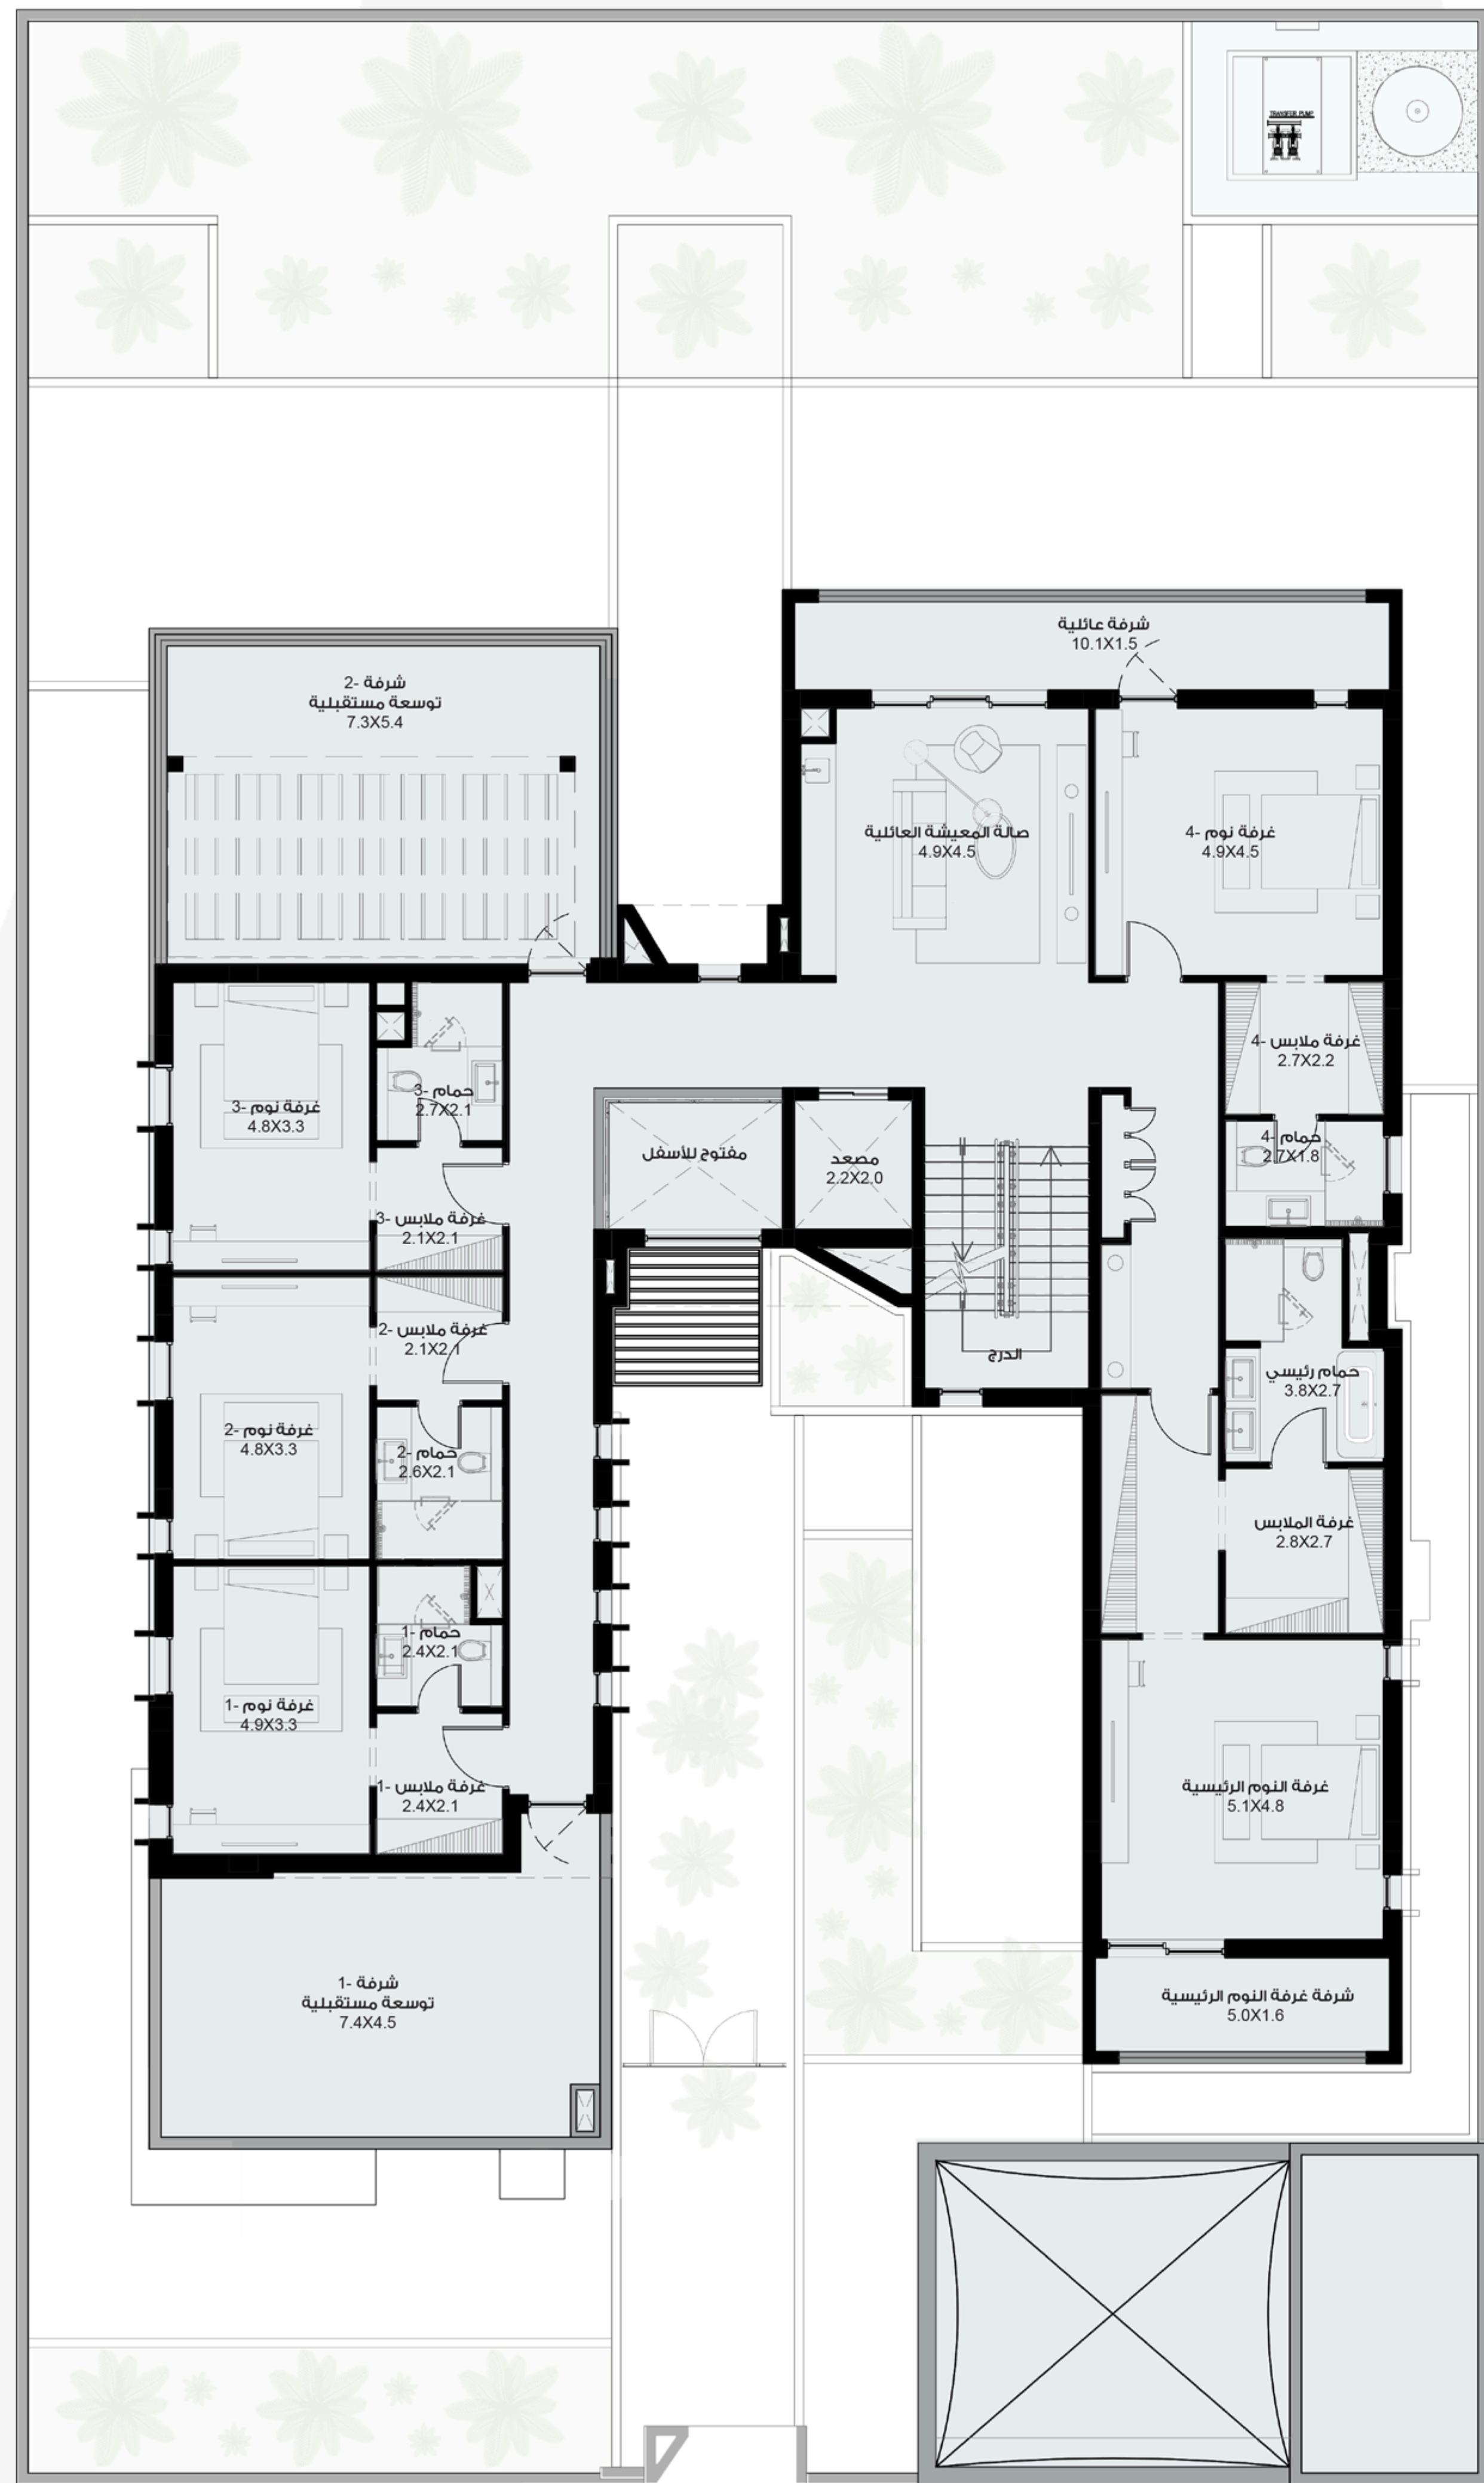 TRANSFER PUMP
شرفة عائلية
10.1X1.5
شرفة -2
توسعة مستقبلية
7.3X5.4
صالة المعيشة العائلية
4.9X4.5
غرفة نوم -4
4.9X4.5
غرفة ملابس -4
2.7X2.2
غرفة نوم -3
4.8X3.3
حمام -3
2.7X2.1
مفتوح للأسفل
مصعد
2.2X2.0
حمام -4
2.7X1.8
غرفة ملابس -3
2.1X2.1
غرفة ملابس -2
2.1X2.1
الدرج
حمام رئيسي
3.8X2.7
غرفة نوم -2
4.8X3.3
حمام -2
2.6X2.1
غرفة الملابس
2.8X2.7
حمام -1
2.4X2.1
غرفة نوم -1
4.9X3.3
غرفة ملابس -1
2.4X2.1
غرفة النوم الرئيسية
5.1X4.8
شرفة -1
توسعة مستقبلية
7.4X4.5
شرفة غرفة النوم الرئيسية
5.0X1.6